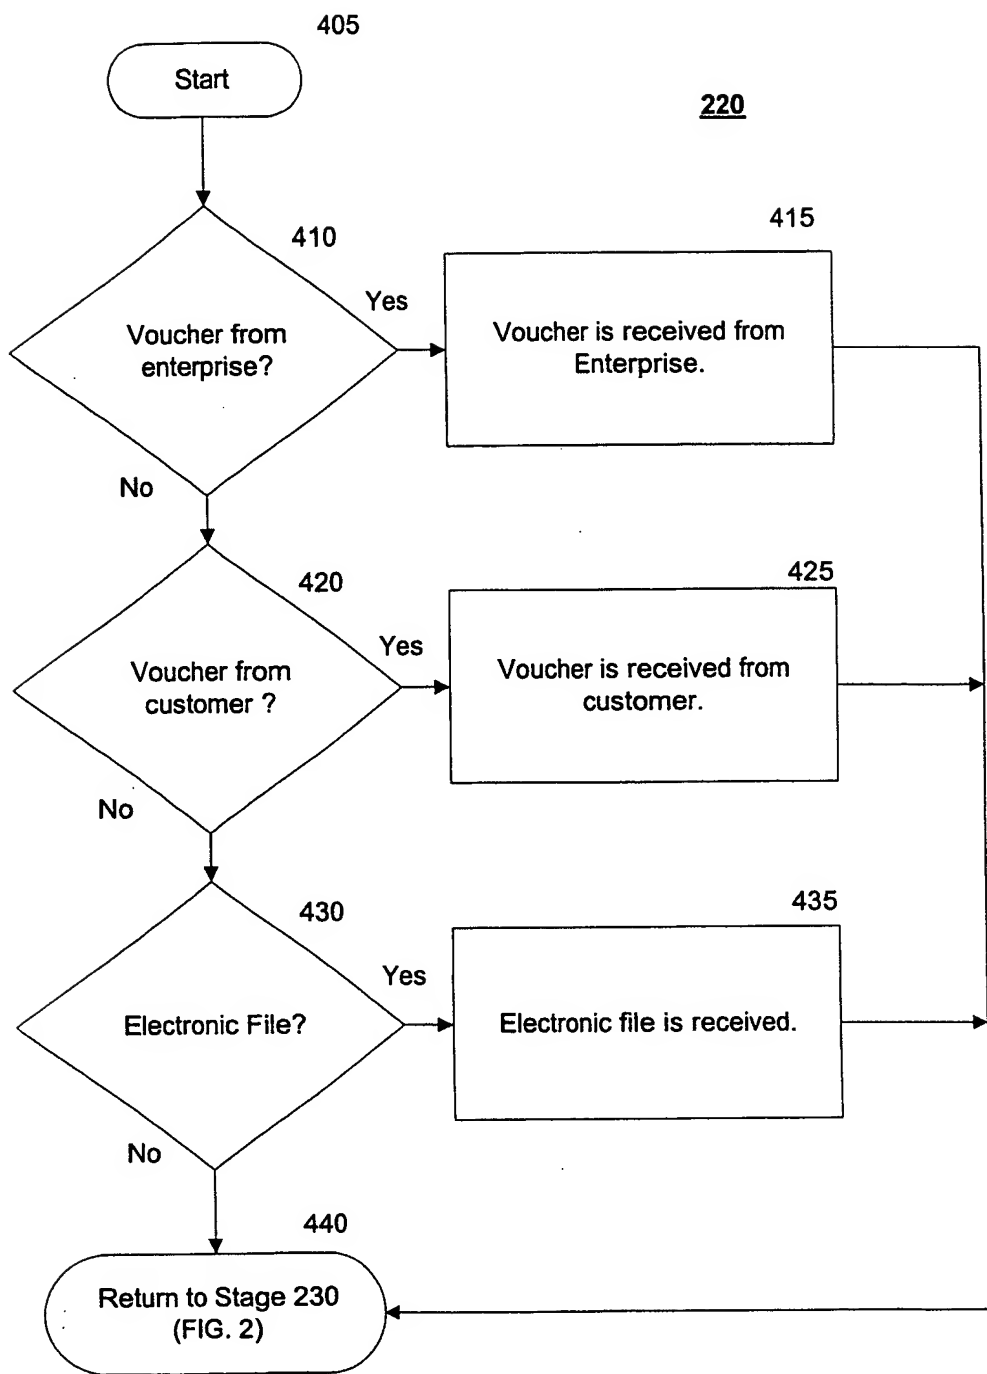 405
Start
220
410
415
Yes
Voucher from
enterprise?
Voucher is received from
Enterprise.
No
420
425
Yes
Voucher from
customer ?
Voucher is received from
customer.
No
430
435
Yes
Electronic File?
Electronic file is received.
No
440
Return to Stage 230
(FIG. 2)